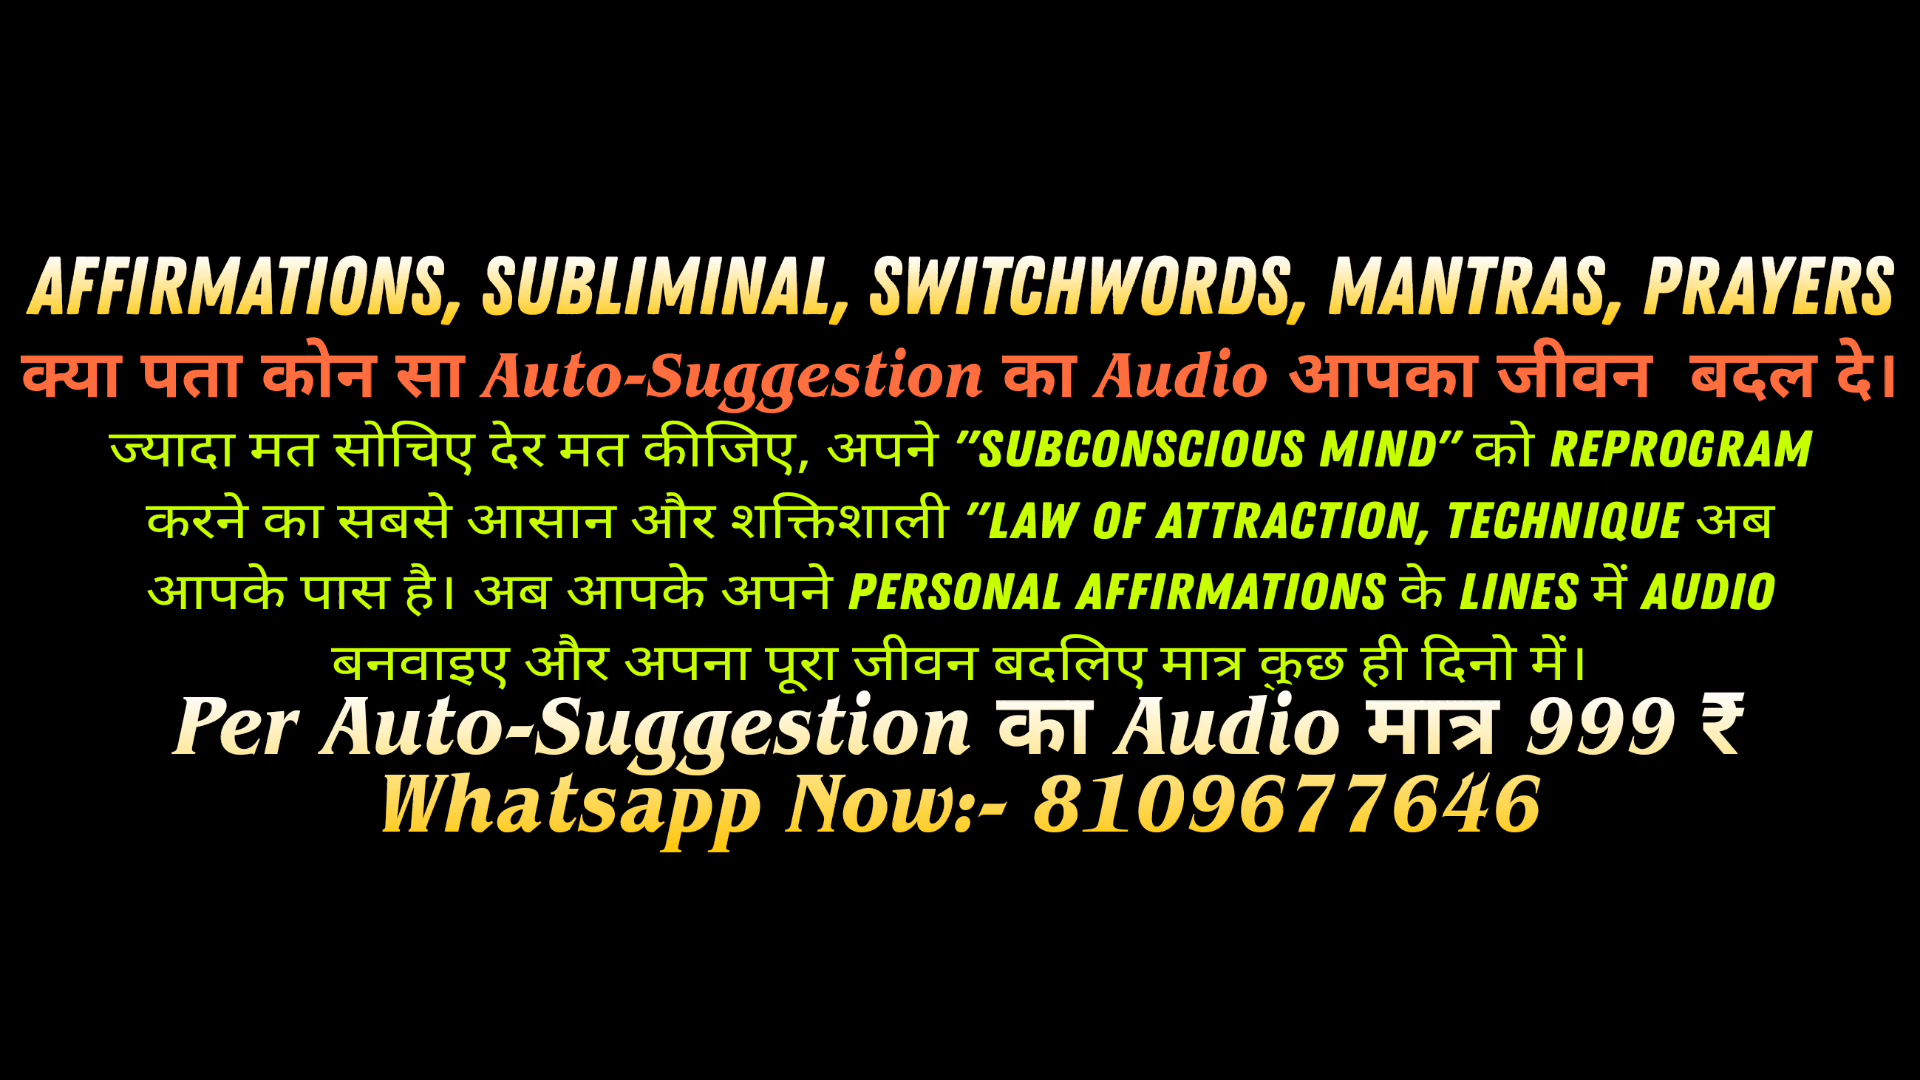 AFFIRMATIONS, SUBLIMINAL, SWITCHWORDS, MANTRAS, PRAYERS
क्या पता कोन सा Auto-Suggestion का Audio आपका जीवन बदल दे।
ज्यादा मत सोचिए देर मत कीजिए, अपने "SUBCONSCIOUS MIND" को REPROGRAM
करने का सबसे आसान और शक्तिशाली "LAW OF ATTRACTION, TECHNIQUE अब
आपके पास है। अब आपके अपने PERSONAL AFFIRMATIONS के LINES में AUDIO
बनवाइए और अपना पूरा जीवन बदलिए मात्र कुछ ही दिनो में।
Per Auto-Suggestion का Audio मात्र 999 ₹
Whatsapp Now:- 8109677646